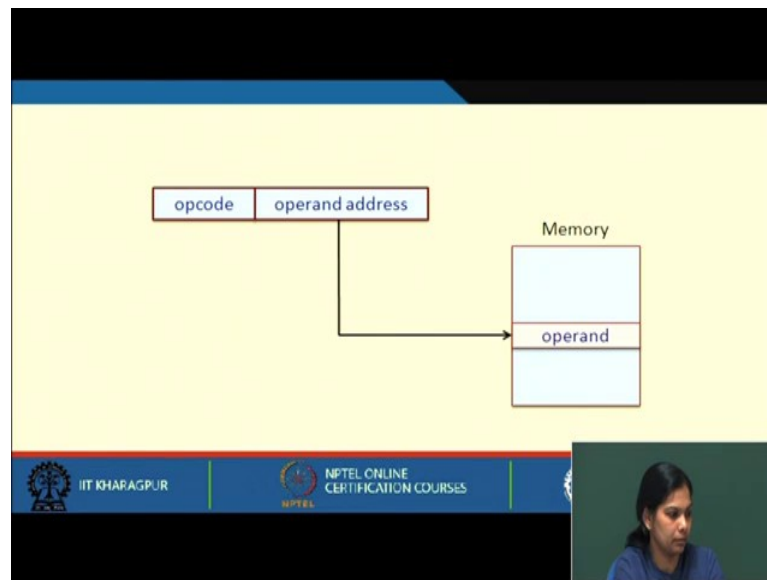 opcode operand address
Memory
operand
IIT KHARAGPUR
NPTEL ONLINE
CERTIFICATION COURSES
NPTEL